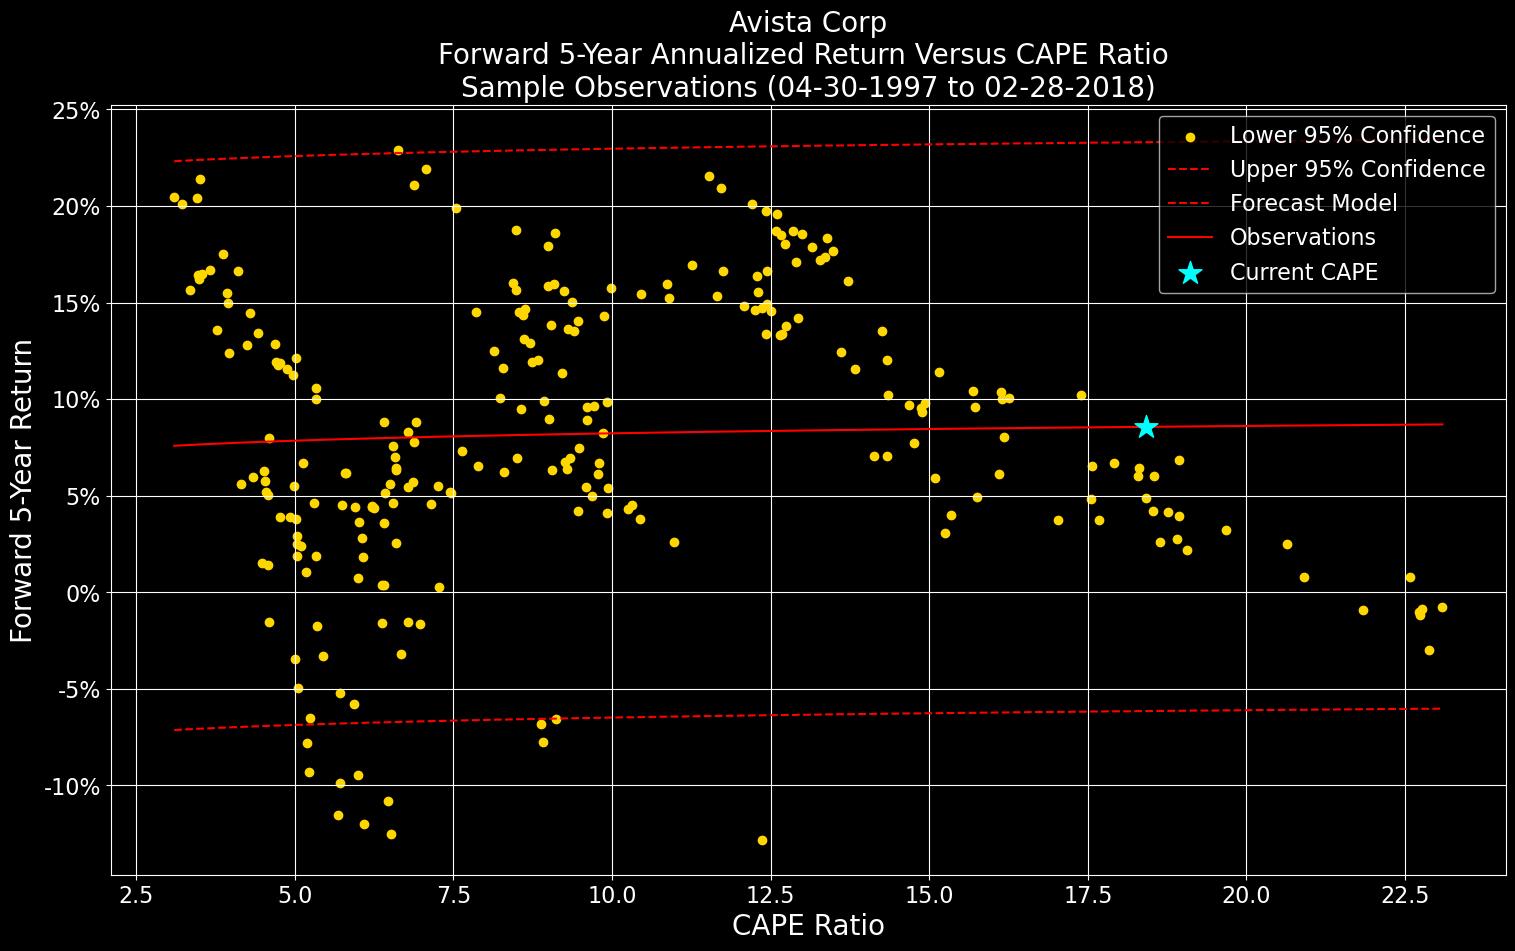 Avista Corp
Forward 5-Year Annualized Return Versus CAPE Ratio
Sample Observations (04-30-1997 to 02-28-2018)
25%
20%
15%
10%
5%
0%
-5%
-10%
Forward 5-Year Return
Lower 95% Confidence
Upper 95% Confidence
Forecast Model
Observations
Current CAPE
2.5 5.0 7.5 10.0 12.5 15.0 17.5 20.0 22.5
CAPE Ratio